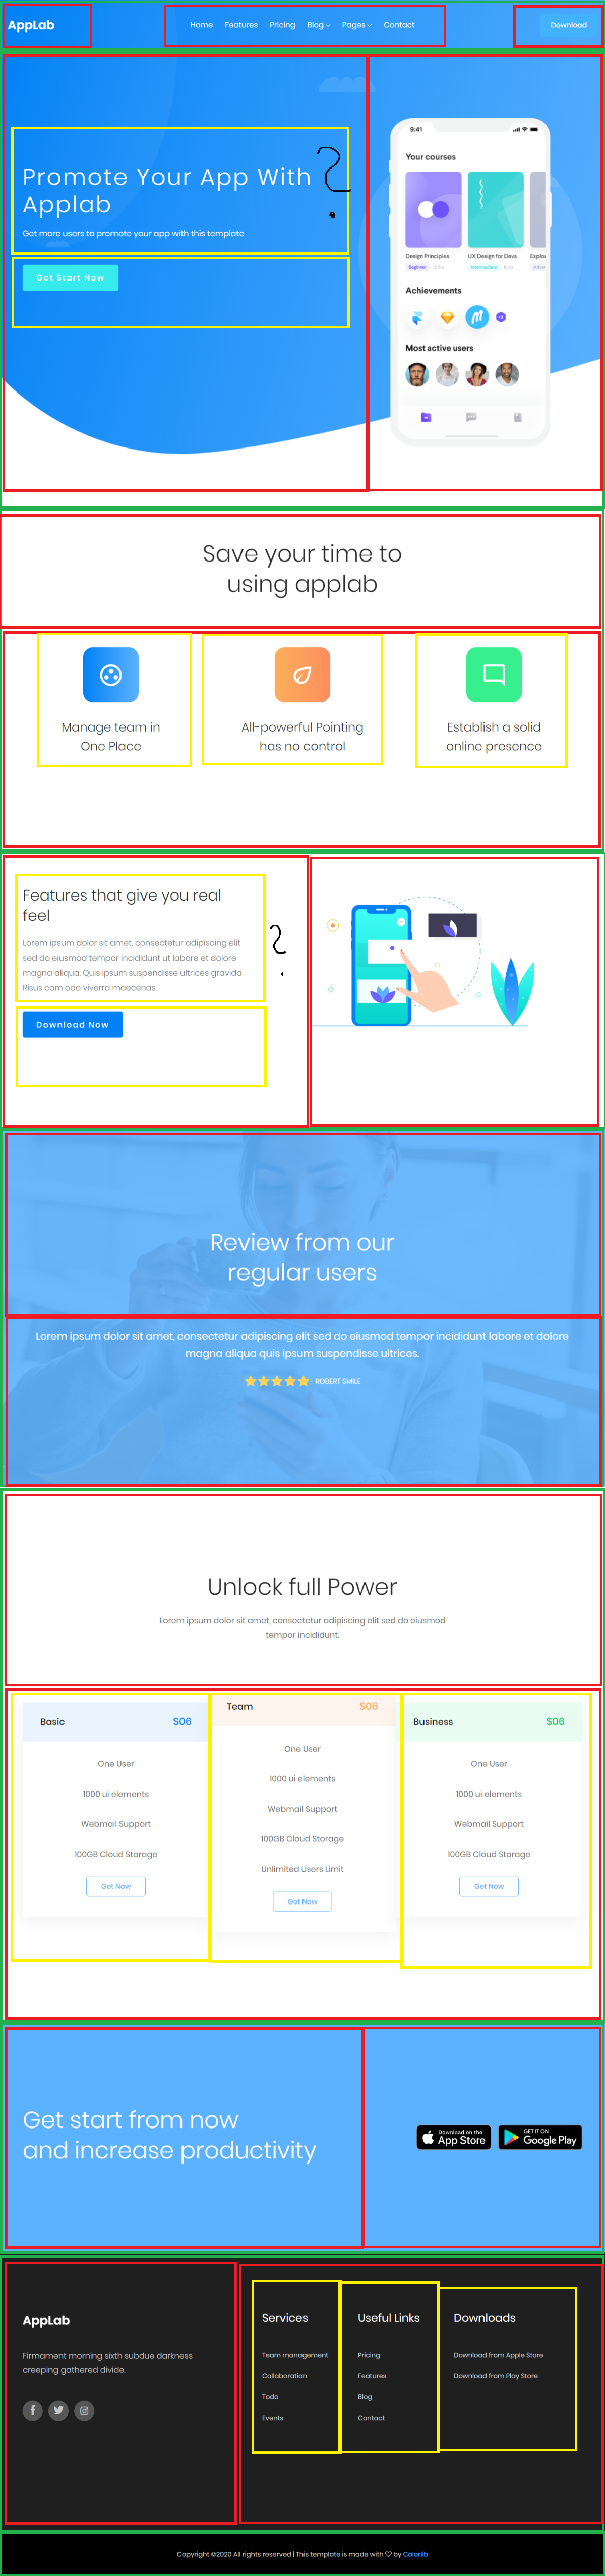 AppLab
Home Features Pricing Blog Pages Contact
Download
Promote Your App With
Applab
Get more users to promote your app with this template
Get Start Now
9:41
Your courses
Design Principles
UX Design for Devs
Explor
Beginner
Intermediate
Advan
Achievements
+3
Most active users
Save your time to
using applab
Manage team in
One Place
All-powerful Pointing
has no control
Establish a solid
online presence
Features that give you real
feel
Lorem ipsum dolor sit amet, consectetur adipiscing elit
sed do eiusmod tempor incididunt ut labore et dolore
magna aliqua. Quis ipsum suspendisse ultrices gravida
Risus com odo viverra maecenas.
Download Now
Review from our
regular users
Lorem ipsum dolor sit amet, consectetur adipiscing elit sed do eiusmod tempor incididunt labore et dolore
magna aliqua quis ipsum suspendisse ultrices.
- ROBERT SMILE
Unlock full Power
Lorem ipsum dolor sit amet, consectetur adipiscing elit sed do eiusmod
tempor incididunt.
Basic $06
One User
1000 ui elements
Webmail Support
100GB Cloud Storage
Get Now
Team $06
One User
1000 ui elements
Webmail Support
100GB Cloud Storage
Unlimited Users Limit
Get Now
Business $06
One User
1000 ui elements
Webmail Support
100GB Cloud Storage
Get Now
Get start from now
and increase productivity
Download on the
App Store
GET IT ON
Google Play
AppLab
Firmament morning sixth subdue darkness
creeping gathered divide.
Services
Team management
Collaboration
Todo
Events
Useful Links
Pricing
Features
Blog
Contact
Downloads
Download from Apple Store
Download from Play Store
Copyright ©2020 All rights reserved | This template is made with ♡ by Colorlib